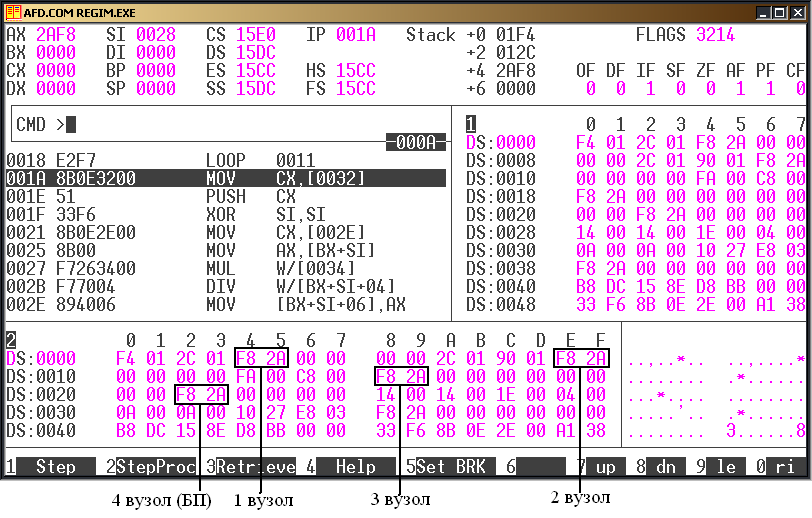 AFD.COM REGIM.EXE
AX 2AF8 SI 0028 CS 15E0 IP 001A Stack +0 01F4 FLAGS 3214
BX 0000 DI 0000 DS 15DC +2 012C
CX 0000 BP 0000 ES 15CC HS 15CC +4 2AF8 OF DF IF SF ZF AF PF CF
DX 0000 SP 0000 SS 15DC FS 15CC +6 0000 0 0 1 0 0 1 1 0
CMD >
000A
0018 E2F7 LOOP 0011
001A 8B0E3200 MOV CX,[0032]
001E 51 PUSH CX
001F 33F6 XOR SI,SI
0021 8B0E2E00 MOV CX,[002E]
0025 8B00 MOV AX,[BX+SI]
0027 F7263400 MUL W/[0034]
002B F77004 DIV W/[BX+SI+04]
002E 894006 MOV [BX+SI+06],AX
1 0 1 2 3 4 5 6 7
DS:0000 F4 01 2C 01 F8 2A 00 00
DS:0008 00 00 2C 01 90 01 F8 2A
DS:0010 00 00 00 00 FA 00 C8 00
DS:0018 F8 2A 00 00 00 00 00 00
DS:0020 00 00 F8 2A 00 00 00 00
DS:0028 14 00 14 00 1E 00 04 00
DS:0030 0A 00 0A 00 10 27 E8 03
DS:0038 F8 2A 00 00 00 00 00 00
DS:0040 B8 DC 15 8E D8 BB 00 00
DS:0048 33 F6 8B 0E 2E 00 A1 38
2 0 1 2 3 4 5 6 7 8 9 A B C D E F
DS:0000 F4 01 2C 01 F8 2A 00 00 00 00 2C 01 90 01 F8 2A ..,..*.. ..,....*
DS:0010 00 00 00 00 FA 00 C8 00 F8 2A 00 00 00 00 00 00 ........ .*......
DS:0020 00 00 F8 2A 00 00 00 00 14 00 14 00 1E 00 04 00 ...*.... ........
DS:0030 0A 00 0A 00 10 27 E8 03 F8 2A 00 00 00 00 00 00 .....'.. .*......
DS:0040 B8 DC 15 8E D8 BB 00 00 33 F6 8B 0E 2E 00 A1 38 ........ 3......8
1 Step 2StepProc 3Retrieve 4 Help 5Set BRK 6 7 up 8 dn 9 le 0 ri
4 вузол (БП) 1 вузол 3 вузол 2 вузол